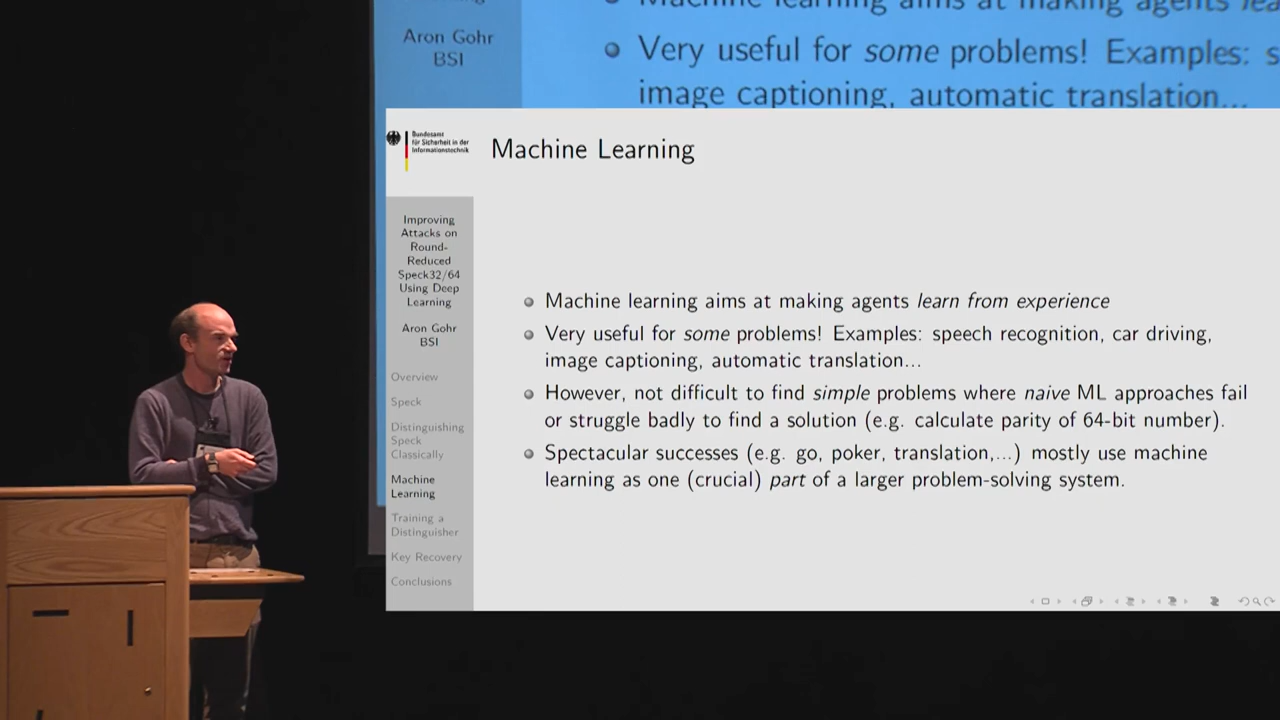 Machine learning aims at making agents
Aron Gohr
BSI
Very useful for some problems! Examples:
image captioning, automatic translation...
Bundesamt
für Sicherheit in der
Informationstechnik
Machine Learning
Improving
Attacks on
Round-
Reduced
Speck32/64
Using Deep
Learning
Aron Gohr
BSI
Overview
Speck
Distinguishing
Speck
Classically
Machine
Learning
Training a
Distinguisher
Key Recovery
Conclusions
Machine learning aims at making agents learn from experience
Very useful for some problems! Examples: speech recognition, car driving,
image captioning, automatic translation...
However, not difficult to find simple problems where naive ML approaches fail
or struggle badly to find a solution (e.g. calculate parity of 64-bit number).
Spectacular successes (e.g. go, poker, translation,...) mostly use machine
learning as one (crucial) part of a larger problem-solving system.